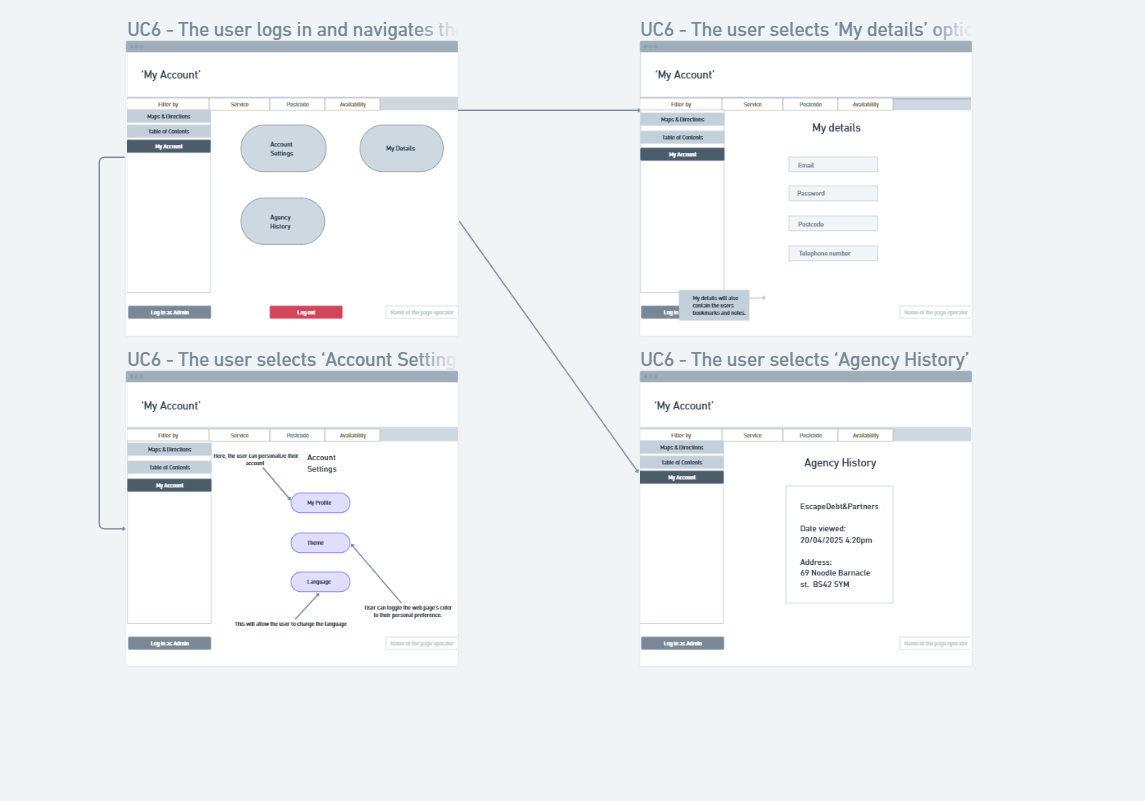 UC6 - The user logs in and navigates
'My Account'
Filter by
Service
Postcode
Availability
Maps & Directions
Table of Contents
My Account
Account
Settings
My Details
Agency
History
Log in as Admin
Log out
Name of the page operator
UC6 - The user selects 'My details' optio
'My Account'
Filter by
Service
Postcode
Availability
Maps & Directions
Table of Contents
My Account
My details
Email
Password
Postcode
Telephone number
My details will also
contain the users
bookmarks and notes.
Log in
Name of the page operator
UC6 - The user selects 'Account Setting
'My Account'
Filter by
Service
Postcode
Availability
Maps & Directions
Table of Contents
My Account
Here, the user can personalize their
account
Account
Settings
My Profile
Theme
Language
User can toggle the web page's color
to their personal preference.
This will allow the user to change the language
Log in as Admin
Name of the page operator
UC6 - The user selects 'Agency History'
'My Account'
Filter by
Service
Postcode
Availability
Maps & Directions
Table of Contents
My Account
Agency History
EscapeDebt&Partners
Date viewed:
20/04/2025 4:20pm
Address:
69 Noodle Barnacle
st. BS42 SYM
Log in as Admin
Name of the page operator